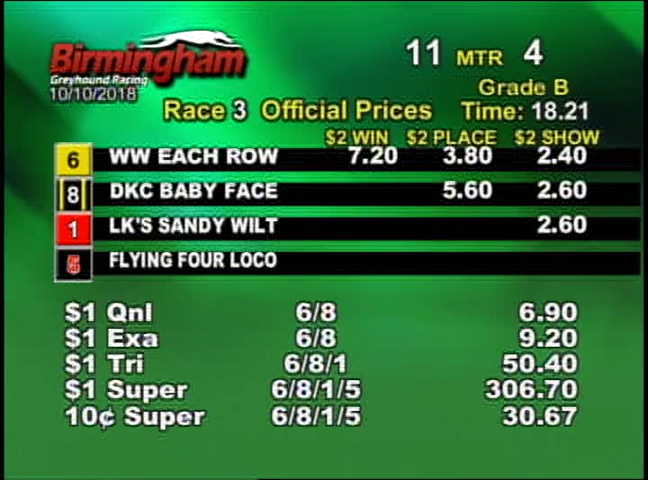 Birmingham
Greyhound Racing
10/10/2018
11 MTR 4
Grade B
Race 3 Official Prices Time: 18.21
$2 WIN $2 PLACE $2 SHOW
6 WW EACH ROW 7.20 3.80 2.40
8 DKC BABY FACE 5.60 2.60
1 LK'S SANDY WILT 2.60
5 FLYING FOUR LOCO
$1 Qnl 6/8 6.90
$1 Exa 6/8 9.20
$1 Tri 6/8/1 50.40
$1 Super 6/8/1/5 306.70
10¢ Super 6/8/1/5 30.67